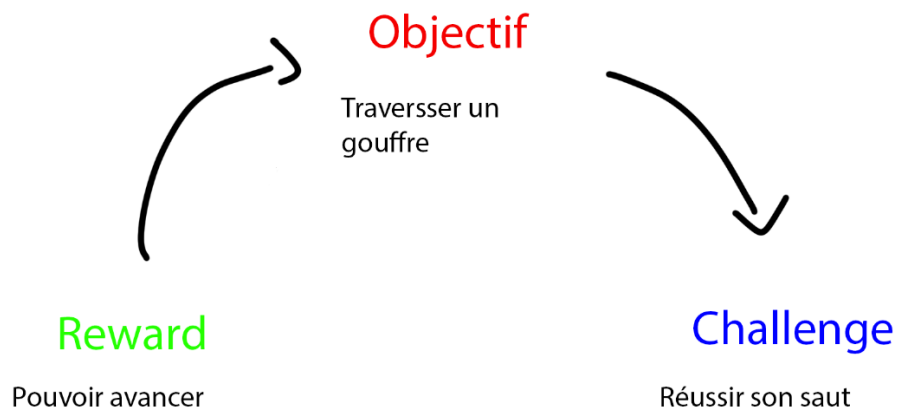 Objectif
Traversser un
gouffre
Reward
Pouvoir avancer
Challenge
Réussir son saut